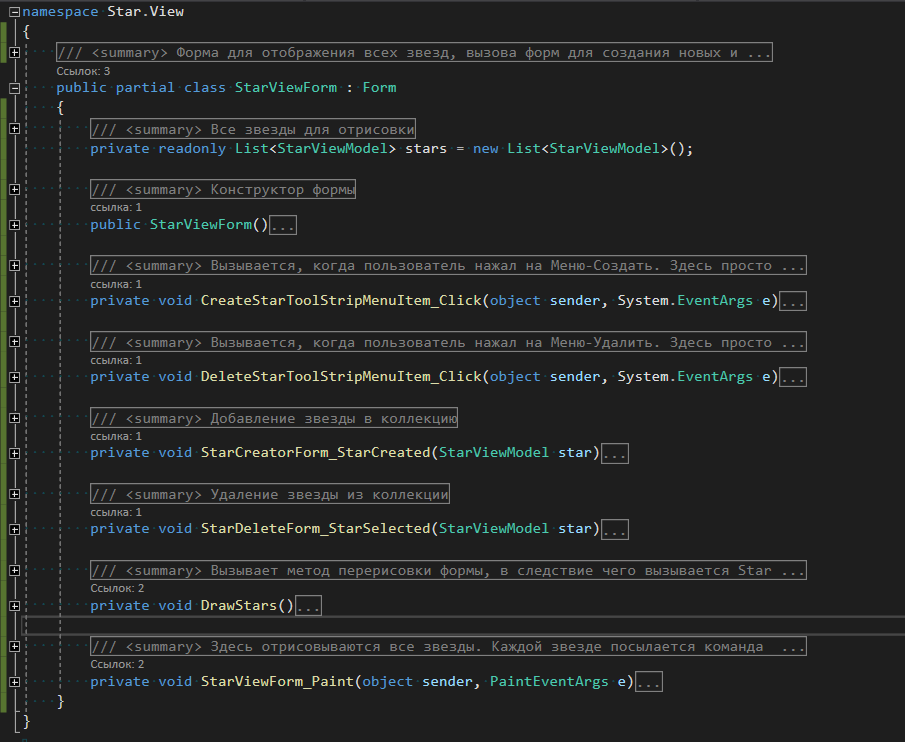 namespace Star.View
{
/// <summary> Форма для отображения всех звезд, вызова форм для создания новых и ...
Ссылок: 3
public partial class StarViewForm : Form
{
/// <summary> Все звезды для отрисовки
private readonly List<StarViewModel> stars = new List<StarViewModel>();
/// <summary> Конструктор формы
ссылка: 1
public StarViewForm()...
/// <summary> Вызывается, когда пользователь нажал на Меню-Создать. Здесь просто ...
ссылка: 1
private void CreateStarToolStripMenuItem_Click(object sender, System.EventArgs e)...
/// <summary> Вызывается, когда пользователь нажал на Меню-Удалить. Здесь просто ...
ссылка: 1
private void DeleteStarToolStripMenuItem_Click(object sender, System.EventArgs e)...
/// <summary> Добавление звезды в коллекцию
ссылка: 1
private void StarCreatorForm_StarCreated(StarViewModel star)...
/// <summary> Удаление звезды из коллекции
ссылка: 1
private void StarDeleteForm_StarSelected(StarViewModel star)...
/// <summary> Вызывает метод перерисовки формы, в следствие чего вызывается Star ...
Ссылок: 2
private void DrawStars()...
/// <summary> Здесь отрисовываются все звезды. Каждой звезде посылается команда ...
Ссылок: 2
private void StarViewForm_Paint(object sender, PaintEventArgs e)...
}
}